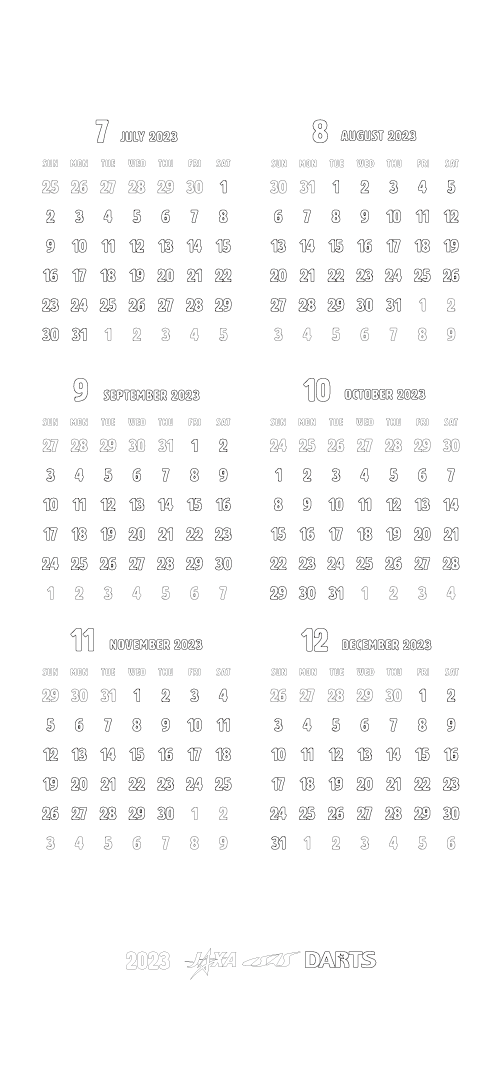 7 JULY 2023
SUN MON TUE WED THU FRI SAT
25 26 27 28 29 30 1
2 3 4 5 6 7 8
9 10 11 12 13 14 15
16 17 18 19 20 21 22
23 24 25 26 27 28 29
30 31 1 2 3 4 5
8 AUGUST 2023
SUN MON TUE WED THU FRI SAT
30 31 1 2 3 4 5
6 7 8 9 10 11 12
13 14 15 16 17 18 19
20 21 22 23 24 25 26
27 28 29 30 31 1 2
3 4 5 6 7 8 9
9 SEPTEMBER 2023
SUN MON TUE WED THU FRI SAT
27 28 29 30 31 1 2
3 4 5 6 7 8 9
10 11 12 13 14 15 16
17 18 19 20 21 22 23
24 25 26 27 28 29 30
1 2 3 4 5 6 7
10 OCTOBER 2023
SUN MON TUE WED THU FRI SAT
24 25 26 27 28 29 30
1 2 3 4 5 6 7
8 9 10 11 12 13 14
15 16 17 18 19 20 21
22 23 24 25 26 27 28
29 30 31 1 2 3 4
11 NOVEMBER 2023
SUN MON TUE WED THU FRI SAT
29 30 31 1 2 3 4
5 6 7 8 9 10 11
12 13 14 15 16 17 18
19 20 21 22 23 24 25
26 27 28 29 30 1 2
3 4 5 6 7 8 9
12 DECEMBER 2023
SUN MON TUE WED THU FRI SAT
26 27 28 29 30 1 2
3 4 5 6 7 8 9
10 11 12 13 14 15 16
17 18 19 20 21 22 23
24 25 26 27 28 29 30
31 1 2 3 4 5 6
2023 JAXA DARTS